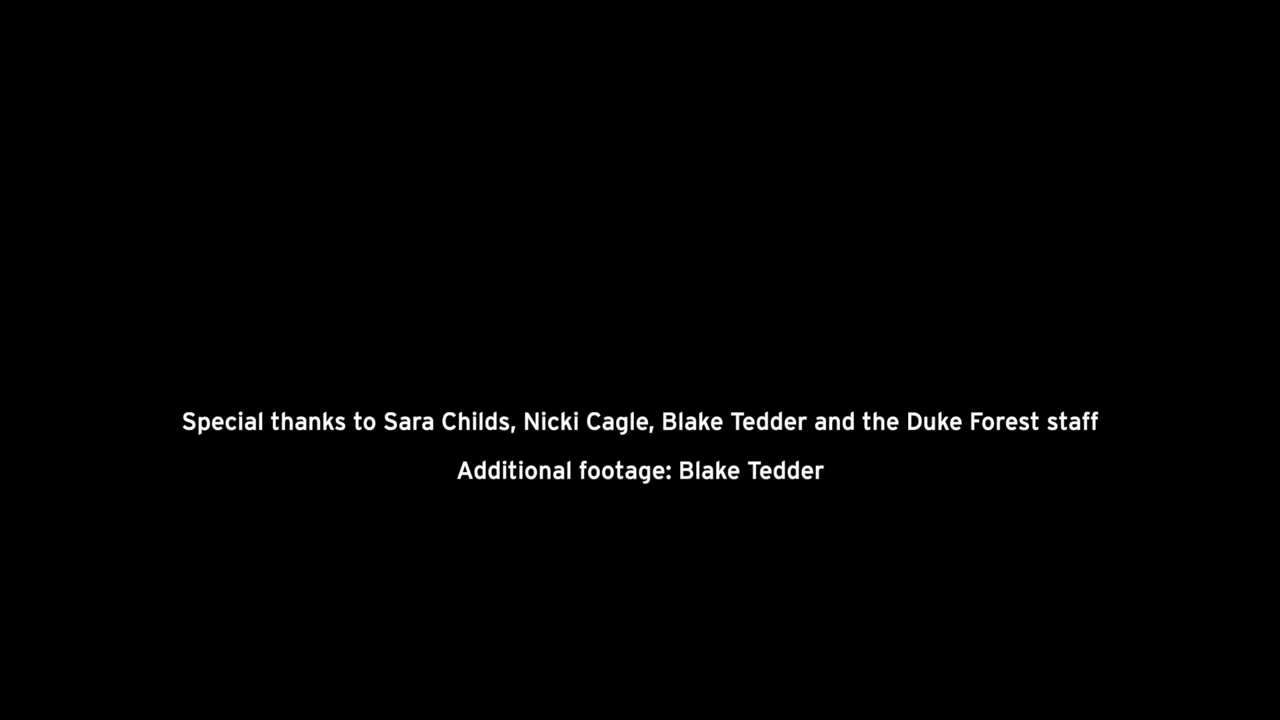 Special thanks to Sara Childs, Nicki Cagle, Blake Tedder and the Duke Forest staff
Additional footage: Blake Tedder